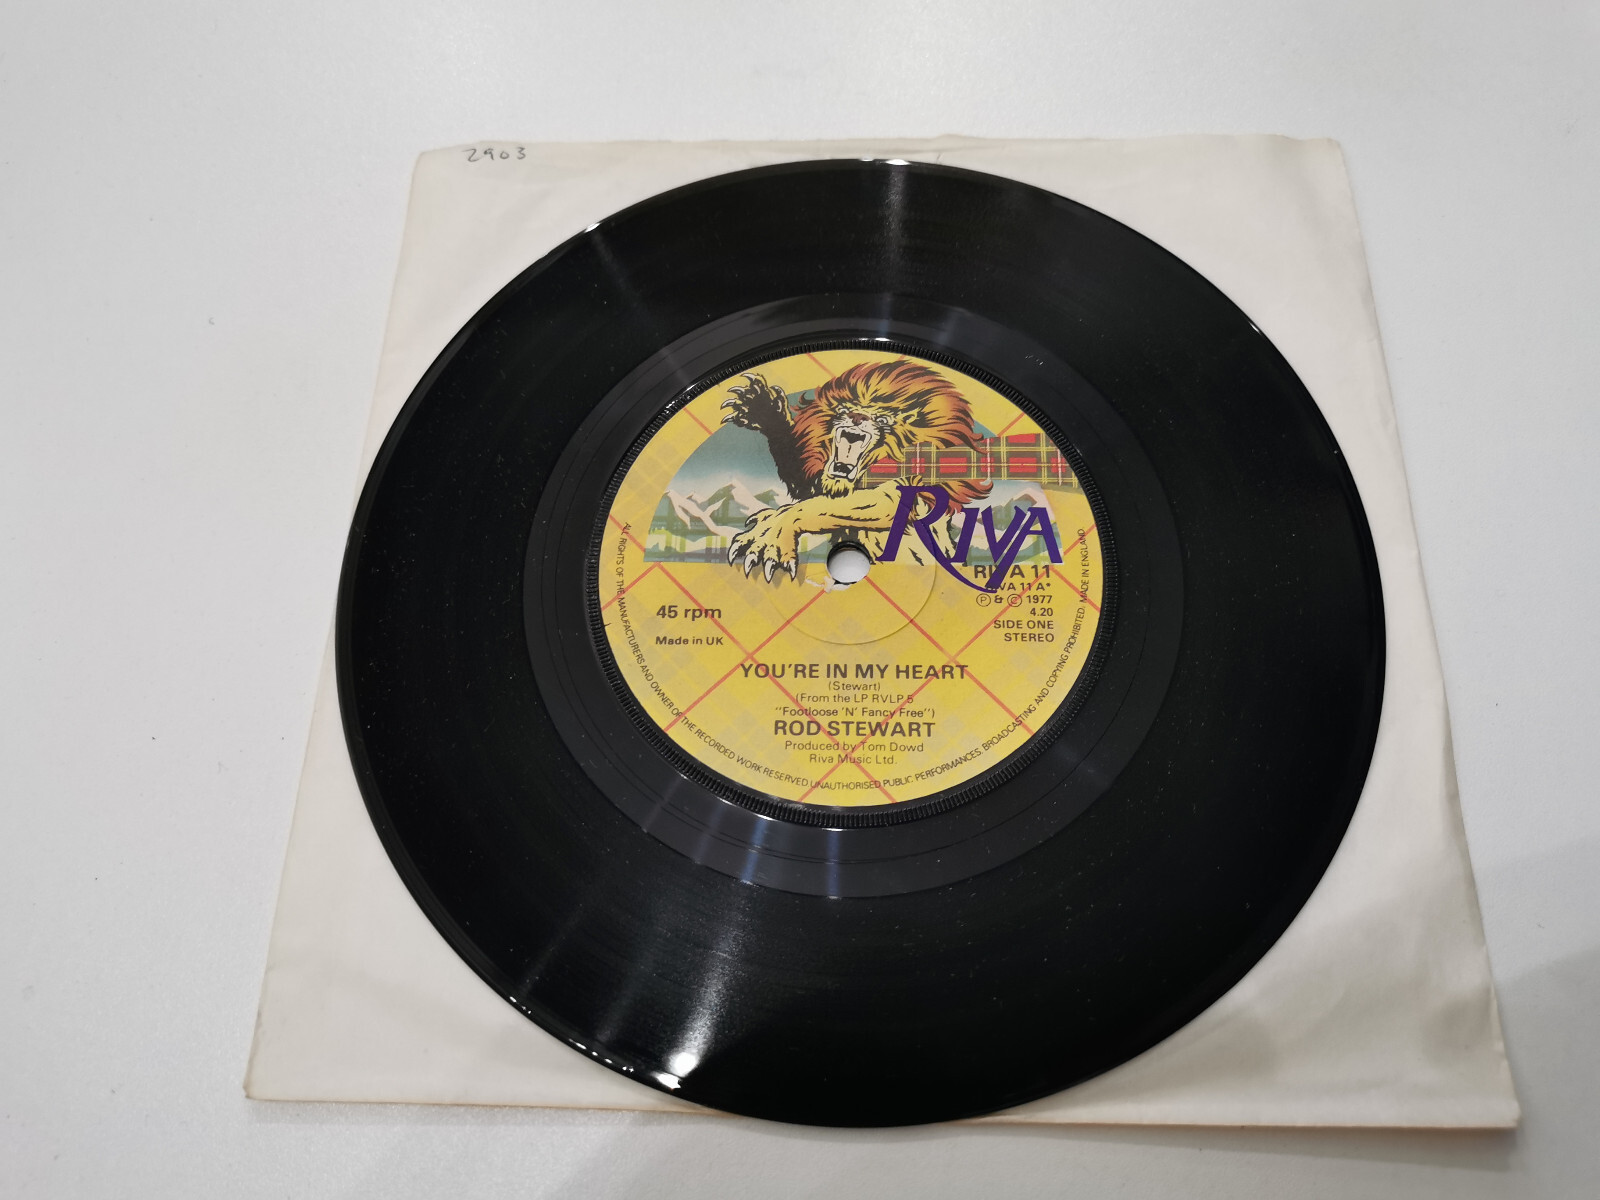 2903
RIVA
RIVA 11
RIVA 11 A*
Ⓟ & Ⓒ 1977
4.20
SIDE ONE
STEREO
45 rpm
Made in UK
YOU'RE IN MY HEART
(Stewart)
(From the LP RVLP 5
"Footloose 'N' Fancy Free")
ROD STEWART
Produced by Tom Dowd
Riva Music Ltd.
ALL RIGHTS OF THE MANUFACTURERS AND OWNER OF THE RECORDED WORK RESERVED. UNAUTHORISED PUBLIC PERFORMANCES, BROADCASTING AND COPYING PROHIBITED. MADE IN ENGLAND